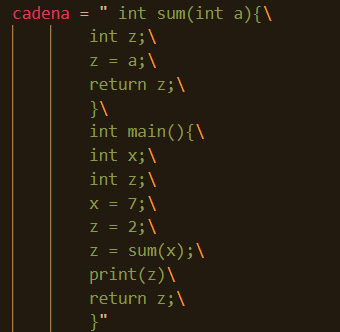 cadena = " int sum(int a){\
int z;\
z = a;\
return z;\
}\
int main(){\
int x;\
int z;\
x = 7;\
z = 2;\
z = sum(x);\
print(z)\
return z;\
}"